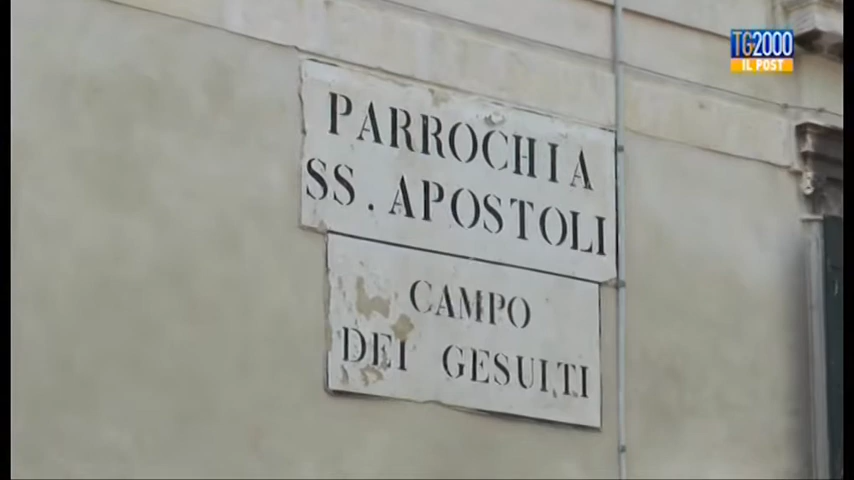 TG2000
IL POST
PARROCHIA
SS. APOSTOLI
CAMPO
DEI GESUITI